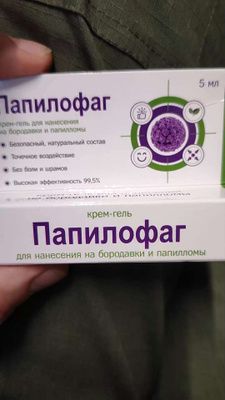 Папилофаг
5 мл
крем-гель для нанесения
на бородавки и папилломы
Безопасный, натуральный состав
Точечное воздействие
Без боли и шрамов
Высокая эффективность 99,5%
крем-гель
Папилофаг
для нанесения на бородавки и папилломы